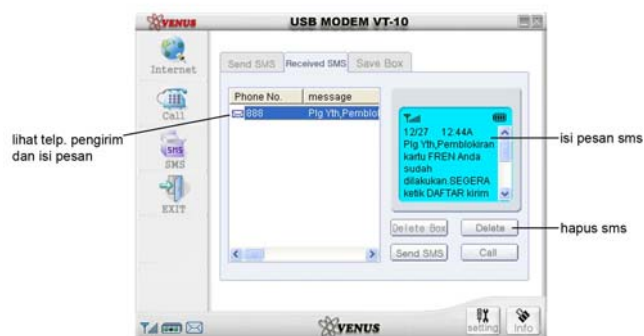 VENUS
USB MODEM VT-10
Internet
Call
SMS
SMS
EXIT
Send SMS
Received SMS
Save Box
Phone No.
message
888
Plg Yth,Pemblol
12/27 12:44A
Plg Yth,Pemblokiran
kartu FREN Anda
sudah
dilakukan.SEGERA
ketik DAFTAR kirim
Delete Box
Delete
Send SMS
Call
VENUS
setting
Info
lihat telp. pengirim
dan isi pesan
isi pesan sms
hapus sms